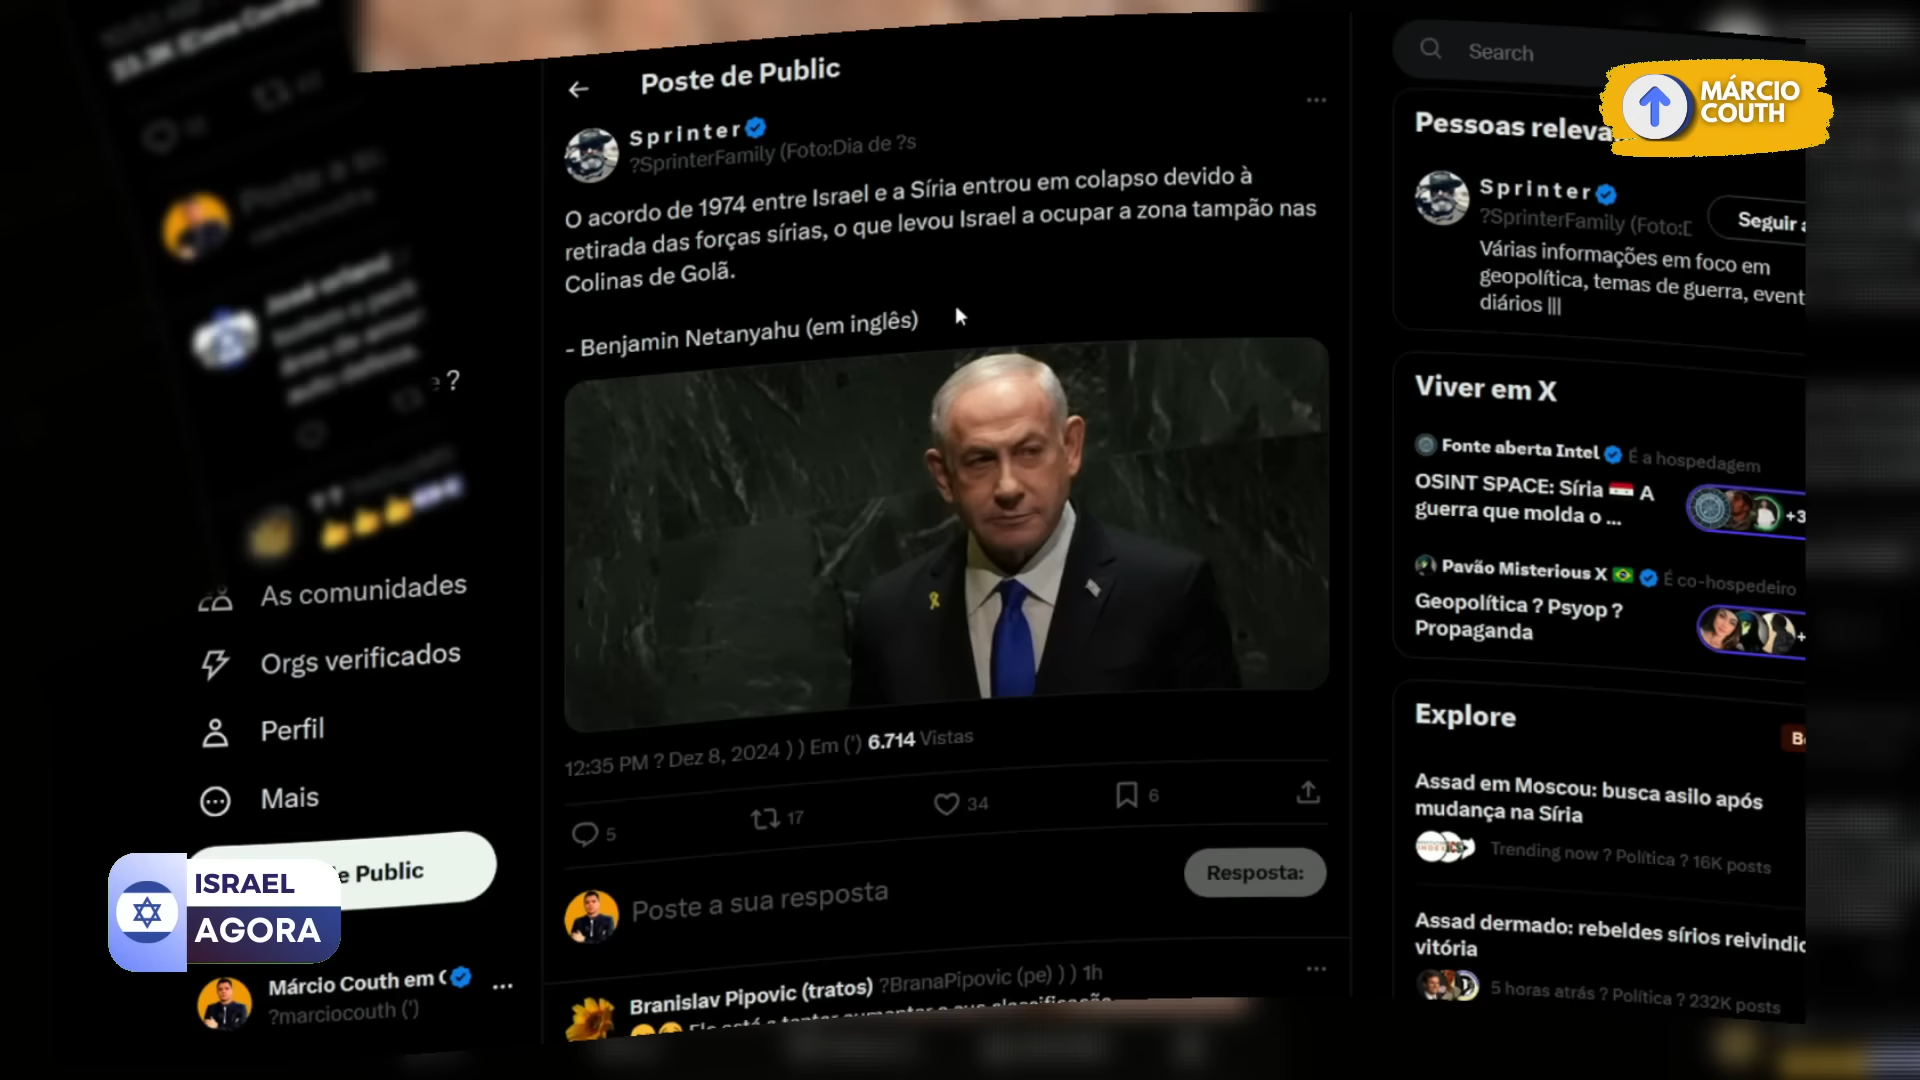 Poste de Public
Sprinter
?SprinterFamily (Foto:Dia de ?s
O acordo de 1974 entre Israel e a Síria entrou em colapso devido à
retirada das forças sírias, o que levou Israel a ocupar a zona tampão nas
Colinas de Golã.
- Benjamin Netanyahu (em inglês)
12:35 PM ? Dez 8, 2024 ) ) Em (') 6.714 Vistas
5
17
34
6
Poste a sua resposta
Resposta:
Branislav Pipovic (tratos) ?BranaPipovic (pe) ) ) 1h
e ?
As comunidades
Orgs verificados
Perfil
Mais
e Public
ISRAEL
AGORA
Márcio Couth em
?marciocouth (')
Search
MÁRCIO
COUTH
Pessoas releva
Sprinter
?SprinterFamily (Foto:
Seguir
Várias informações em foco em
geopolítica, temas de guerra, event
diários |||
Viver em X
Fonte aberta Intel É a hospedagem
OSINT SPACE: Síria A
guerra que molda o ...
+3
Pavão Misterious X É co-hospedeiro
Geopolítica ? Psyop ?
Propaganda
+
Explore
B
Assad em Moscou: busca asilo após
mudança na Síria
Trending now ? Política ? 16K posts
Assad dermado: rebeldes sírios reivindic
vitória
5 horas atrás ? Política ? 232K posts